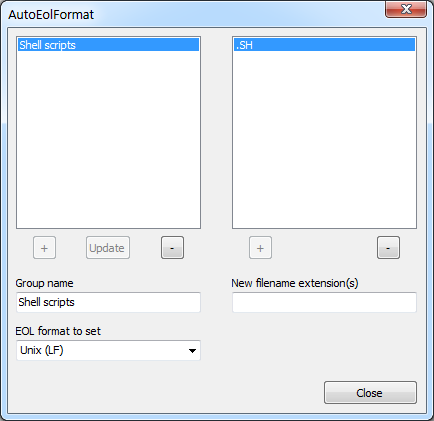 AutoEolFormat
Shell scripts
.SH
+ Update - + -
Group name
Shell scripts
New filename extension(s)
EOL format to set
Unix (LF)
Close